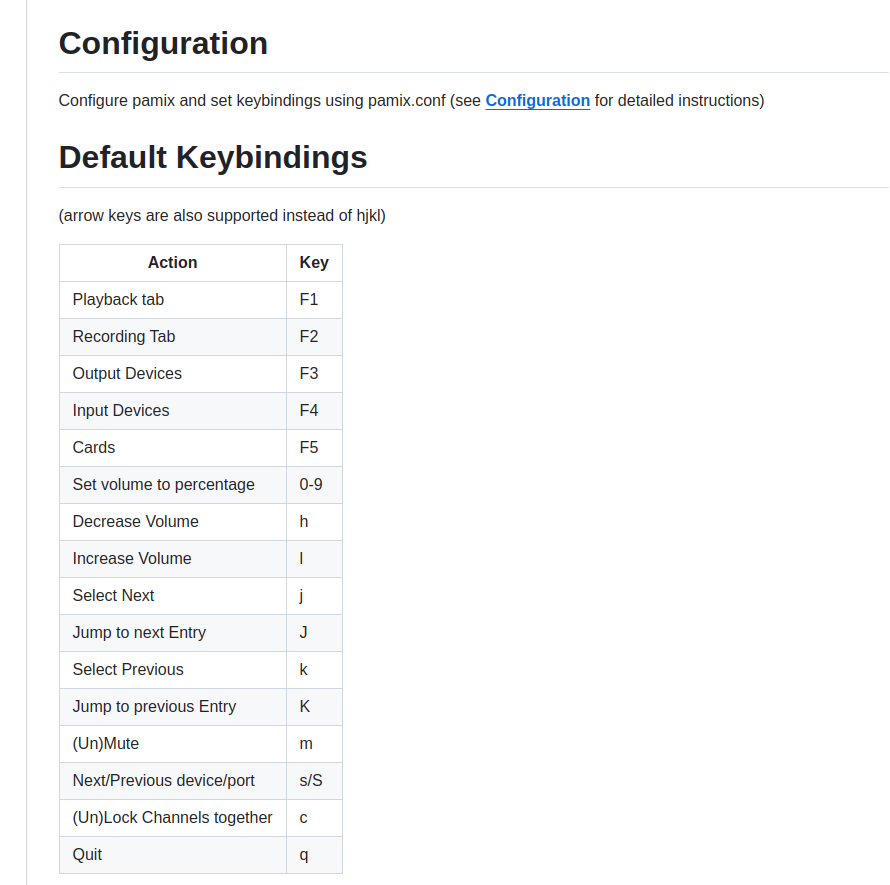 Configuration
Configure pamix and set keybindings using pamix.conf (see Configuration for detailed instructions)
Default Keybindings
(arrow keys are also supported instead of hjkl)
Action Key
Playback tab F1
Recording Tab F2
Output Devices F3
Input Devices F4
Cards F5
Set volume to percentage 0-9
Decrease Volume h
Increase Volume l
Select Next j
Jump to next Entry J
Select Previous k
Jump to previous Entry K
(Un)Mute m
Next/Previous device/port s/S
(Un)Lock Channels together c
Quit q